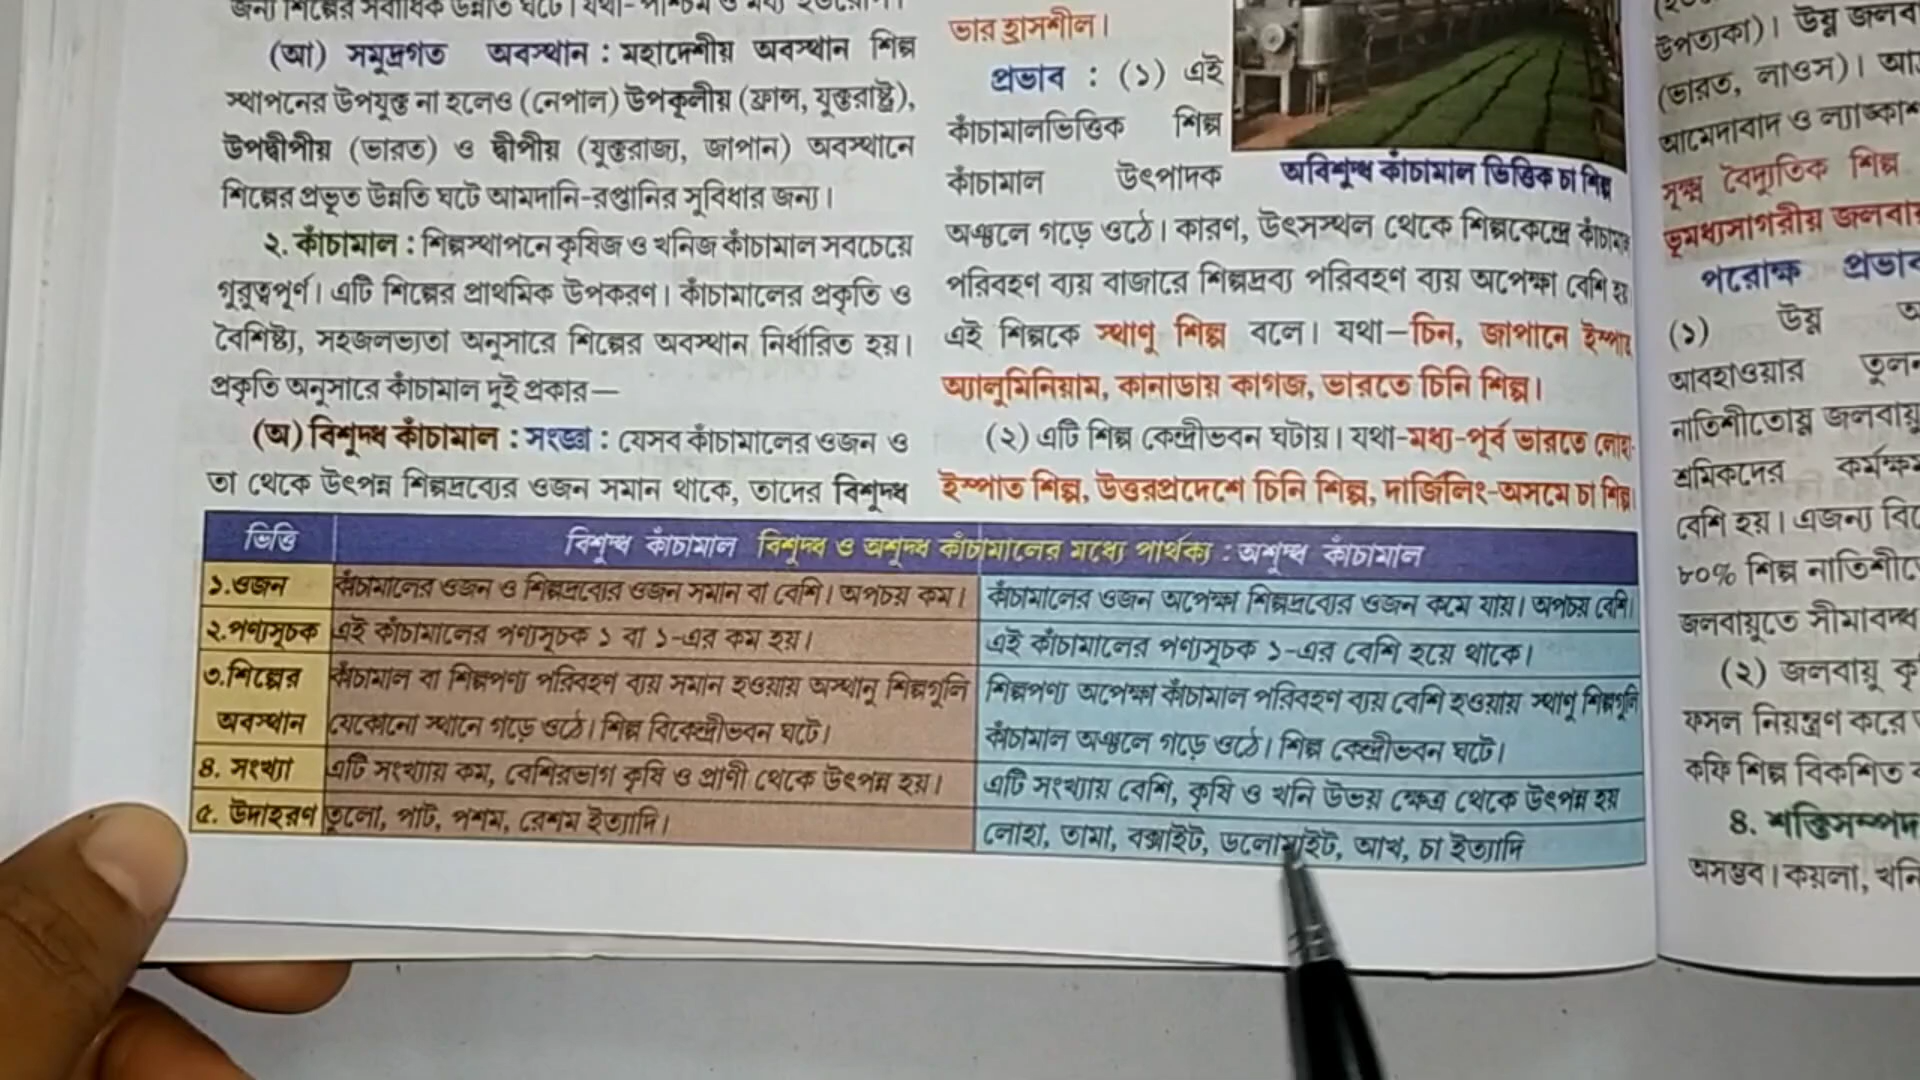 (আ) সমুদ্রগত অবস্থান : মহাদেশীয় অবস্থান শিল্প
স্থাপনের উপযুক্ত না হলেও (নেপাল) উপকূলীয় (ফ্রান্স, যুক্তরাষ্ট্র),
উপদ্বীপীয় (ভারত) ও দ্বীপীয় (যুক্তরাজ্য, জাপান) অবস্থানে
শিল্পের প্রভূত উন্নতি ঘটে আমদানি-রপ্তানির সুবিধার জন্য।
২. কাঁচামাল : শিল্পস্থাপনে কৃষিজ ও খনিজ কাঁচামাল সবচেয়ে
গুরুত্বপূর্ণ। এটি শিল্পের প্রাথমিক উপকরণ। কাঁচামালের প্রকৃতি ও
বৈশিষ্ট্য, সহজলভ্যতা অনুসারে শিল্পের অবস্থান নির্ধারিত হয়।
প্রকৃতি অনুসারে কাঁচামাল দুই প্রকার—
(অ) বিশুদ্ধ কাঁচামাল : সংজ্ঞা : যেসব কাঁচামালের ওজন ও
তা থেকে উৎপন্ন শিল্পদ্রব্যের ওজন সমান থাকে, তাদের বিশুদ্ধ
ভার হ্রাসশীল।
প্রভাব : (১) এই
কাঁচামালভিত্তিক শিল্প
কাঁচামাল উৎপাদক
অবিশুদ্ধ কাঁচামাল ভিত্তিক চা শিল্প
অঞ্চলে গড়ে ওঠে। কারণ, উৎসস্থল থেকে শিল্পকেন্দ্রে
পরিবহণ ব্যয় বাজারে শিল্পদ্রব্য পরিবহণ ব্যয় অপেক্ষা বেশি হয়
এই শিল্পকে স্থাণু শিল্প বলে। যথা—চিন, জাপানে
অ্যালুমিনিয়াম, কানাডায় কাগজ, ভারতে চিনি শিল্প।
(২) এটি শিল্প কেন্দ্রীভবন ঘটায়। যথা-মধ্য-পূর্ব ভারতে লোহা-
ইস্পাত শিল্প, উত্তরপ্রদেশে চিনি শিল্প, দার্জিলিং-অসমে চা শিল্প
ভিত্তি বিশুদ্ধ কাঁচামাল বিশুদ্ধ ও অশুদ্ধ কাঁচামালের মধ্যে পার্থক্য : অশুদ্ধ কাঁচামাল
১.ওজন কাঁচামালের ওজন ও শিল্পদ্রব্যের ওজন সমান বা বেশি। অপচয় কম। কাঁচামালের ওজন অপেক্ষা শিল্পদ্রব্যের ওজন কমে যায়। অপচয় বেশি।
২.পণ্যসূচক এই কাঁচামালের পণ্যসূচক ১ বা ১-এর কম হয়। এই কাঁচামালের পণ্যসূচক ১-এর বেশি হয়ে থাকে।
৩.শিল্পের কাঁচামাল বা শিল্পপণ্য পরিবহণ ব্যয় সমান হওয়ায় অস্থানু শিল্পগুলি শিল্পপণ্য অপেক্ষা কাঁচামাল পরিবহণ ব্যয় বেশি হওয়ায় স্থাণু শিল্পগুলি
অবস্থান যেকোনো স্থানে গড়ে ওঠে। শিল্প বিকেন্দ্রীভবন ঘটে। কাঁচামাল অঞ্চলে গড়ে ওঠে। শিল্প কেন্দ্রীভবন ঘটে।
৪. সংখ্যা এটি সংখ্যায় কম, বেশিরভাগ কৃষি ও প্রাণী থেকে উৎপন্ন হয়। এটি সংখ্যায় বেশি, কৃষি ও খনি উভয় ক্ষেত্র থেকে উৎপন্ন হয়
৫. উদাহরণ তুলো, পাট, পশম, রেশম ইত্যাদি। লোহা, তামা, বক্সাইট, ডলোমাইট, আখ, চা ইত্যাদি
উপত্যকা)। উষ্ণ
(ভারত, লাওস)।
আমেদাবাদ ও
সূক্ষ্ম বৈদ্যুতিক শিল্প
ভূমধ্যসাগরীয়
পরোক্ষ প্রভাব
(১) উষ্ণ
আবহাওয়ার
নাতিশীতোষ্ণ জলবায়ু
শ্রমিকদের
বেশি হয়। এজন্য
৮০% শিল্প
জলবায়ুতে সীমাবদ্ধ
(২) জলবায়ু
ফসল নিয়ন্ত্রণ করে
কফি শিল্প বিকশিত
৪. শক্তিসম্পদ
অসম্ভব। কয়লা,